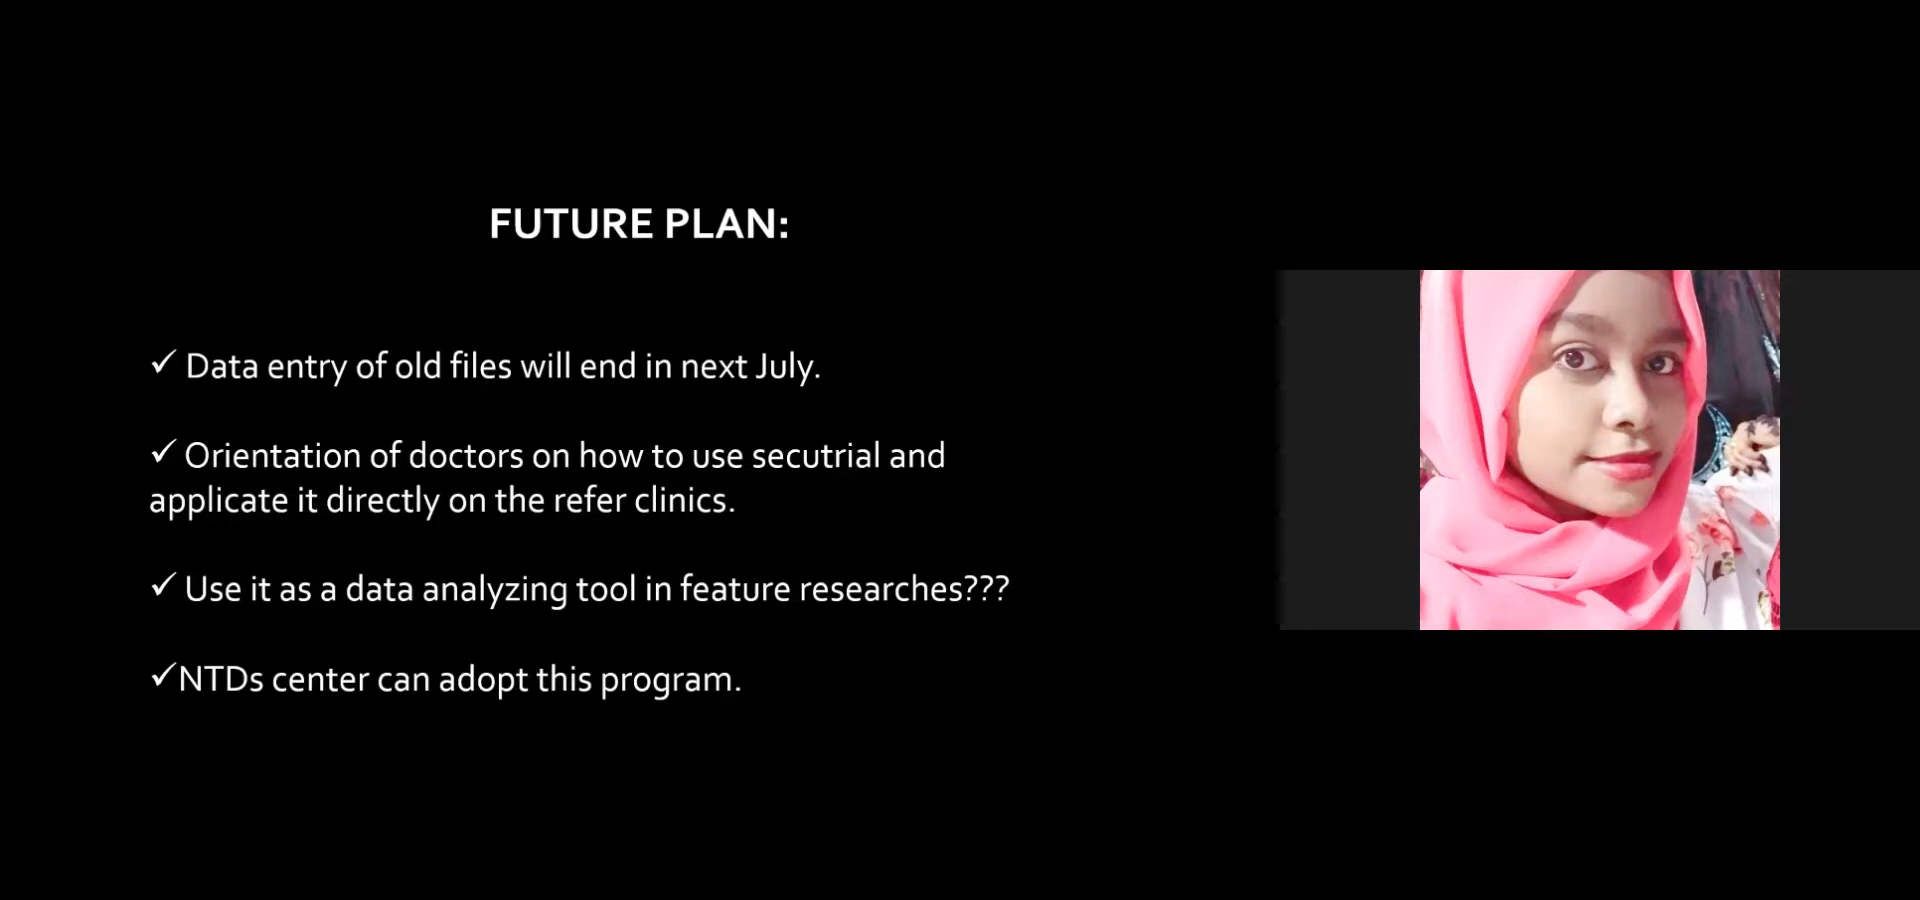 FUTURE PLAN:
✓ Data entry of old files will end in next July.
✓ Orientation of doctors on how to use secutrial and
applicate it directly on the refer clinics.
✓ Use it as a data analyzing tool in feature researches???
✓NTDs center can adopt this program.